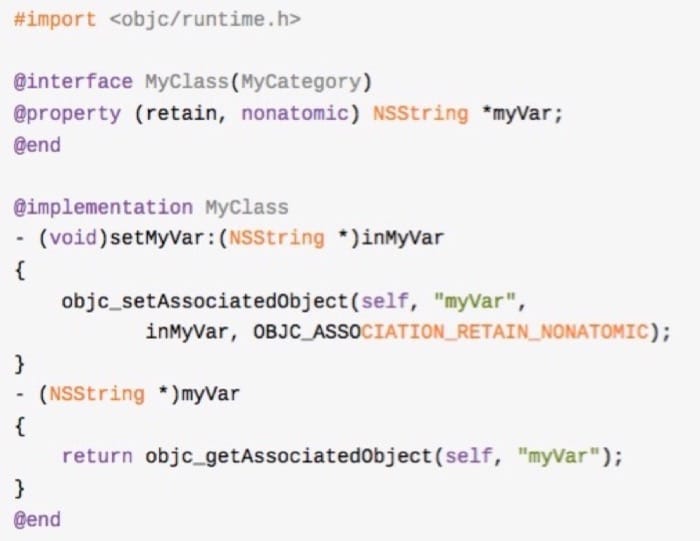 #import <objc/runtime.h>
@interface MyClass(MyCategory)
@property (retain, nonatomic) NSString *myVar;
@end
@implementation MyClass
- (void)setMyVar:(NSString *)inMyVar
{
objc_setAssociatedObject(self, "myVar",
inMyVar, OBJC_ASSOCIATION_RETAIN_NONATOMIC);
}
- (NSString *)myVar
{
return objc_getAssociatedObject(self, "myVar");
}
@end